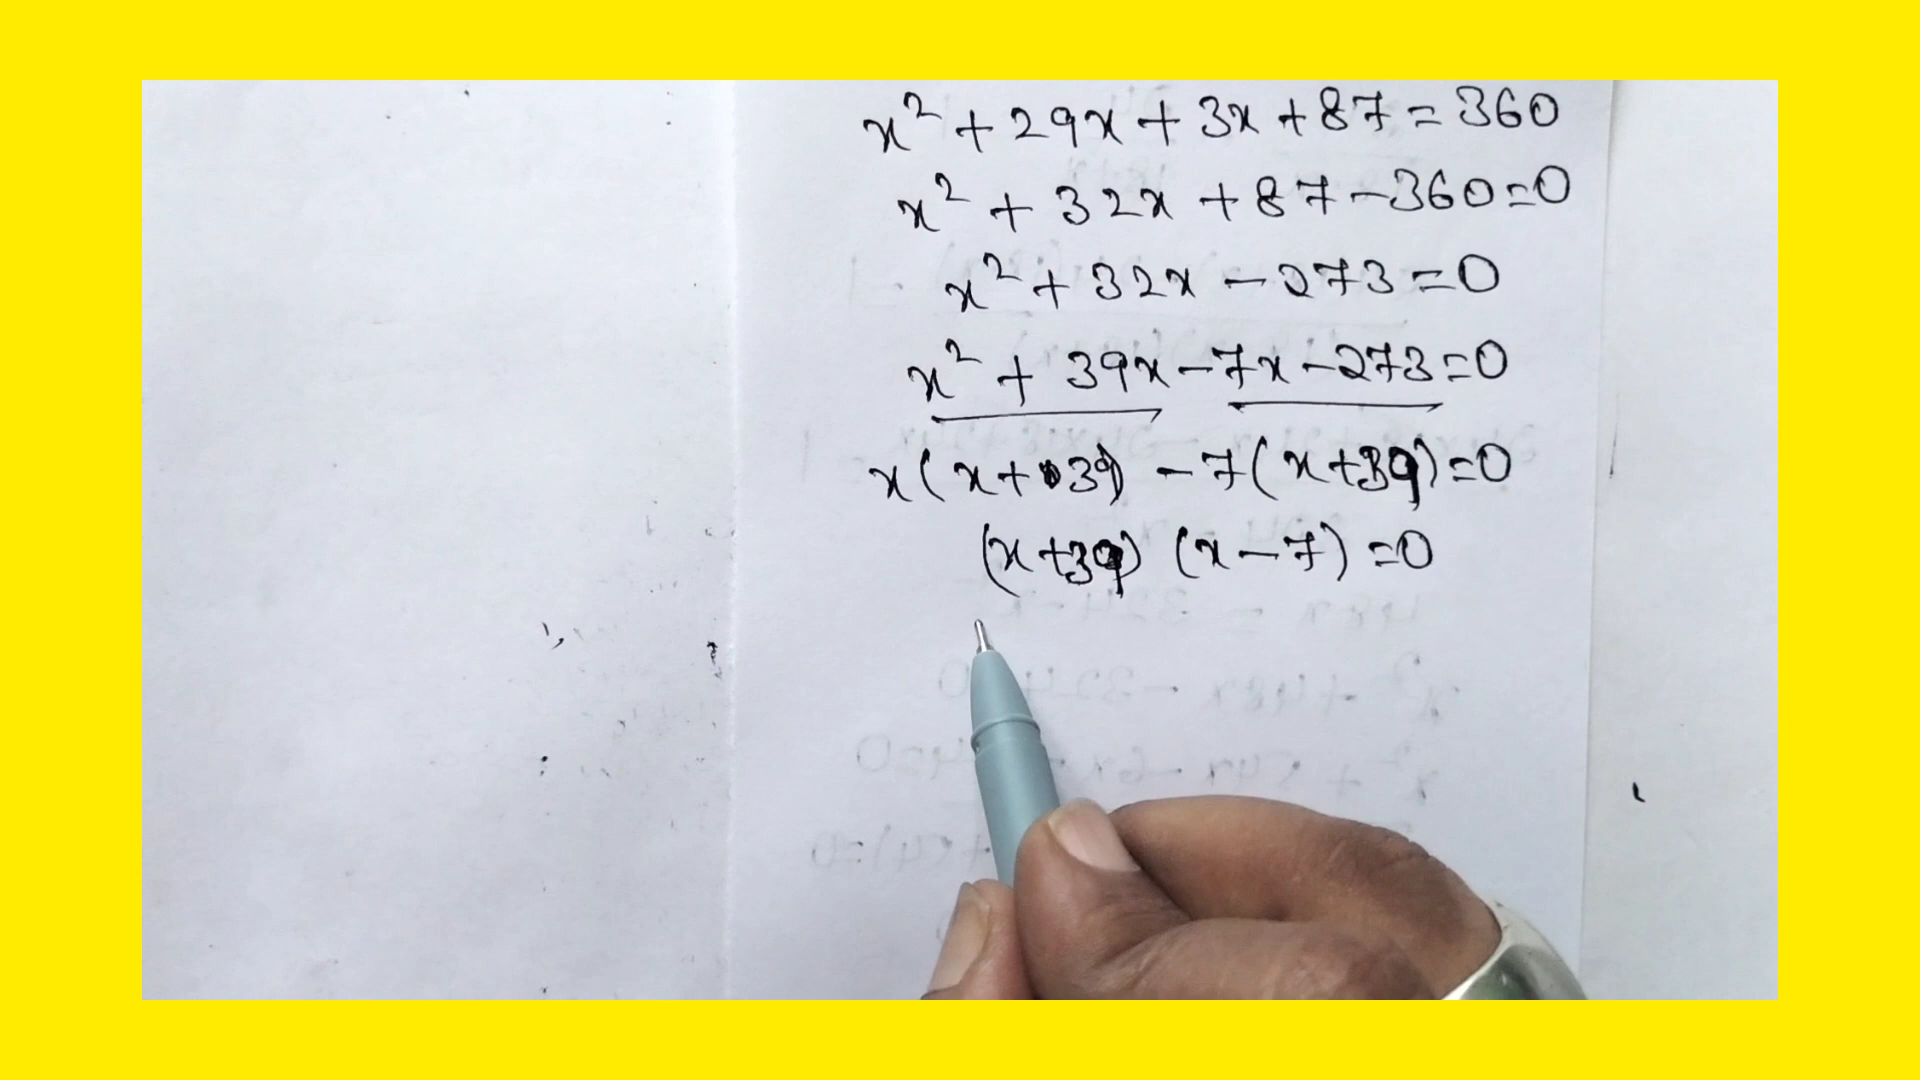 x² + 29x + 3x + 87 = 360
x² + 32x + 87 - 360 = 0
x² + 32x - 273 = 0
x² + 39x - 7x - 273 = 0
x(x + 39) - 7(x + 39) = 0
(x + 39) (x - 7) = 0